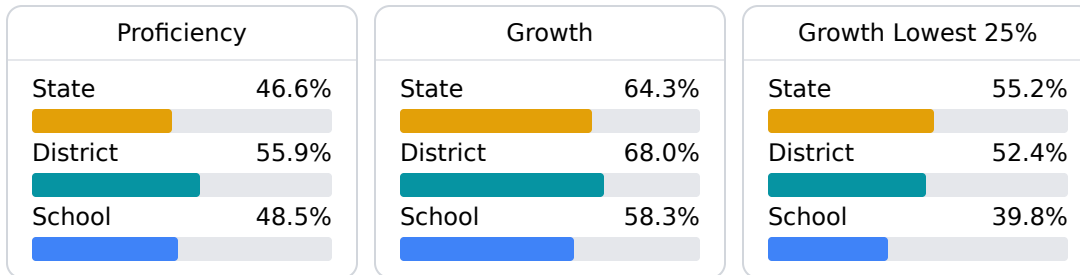 Proficiency
State 46.6%
District 55.9%
School 48.5%
Growth
State 64.3%
District 68.0%
School 58.3%
Growth Lowest 25%
State 55.2%
District 52.4%
School 39.8%